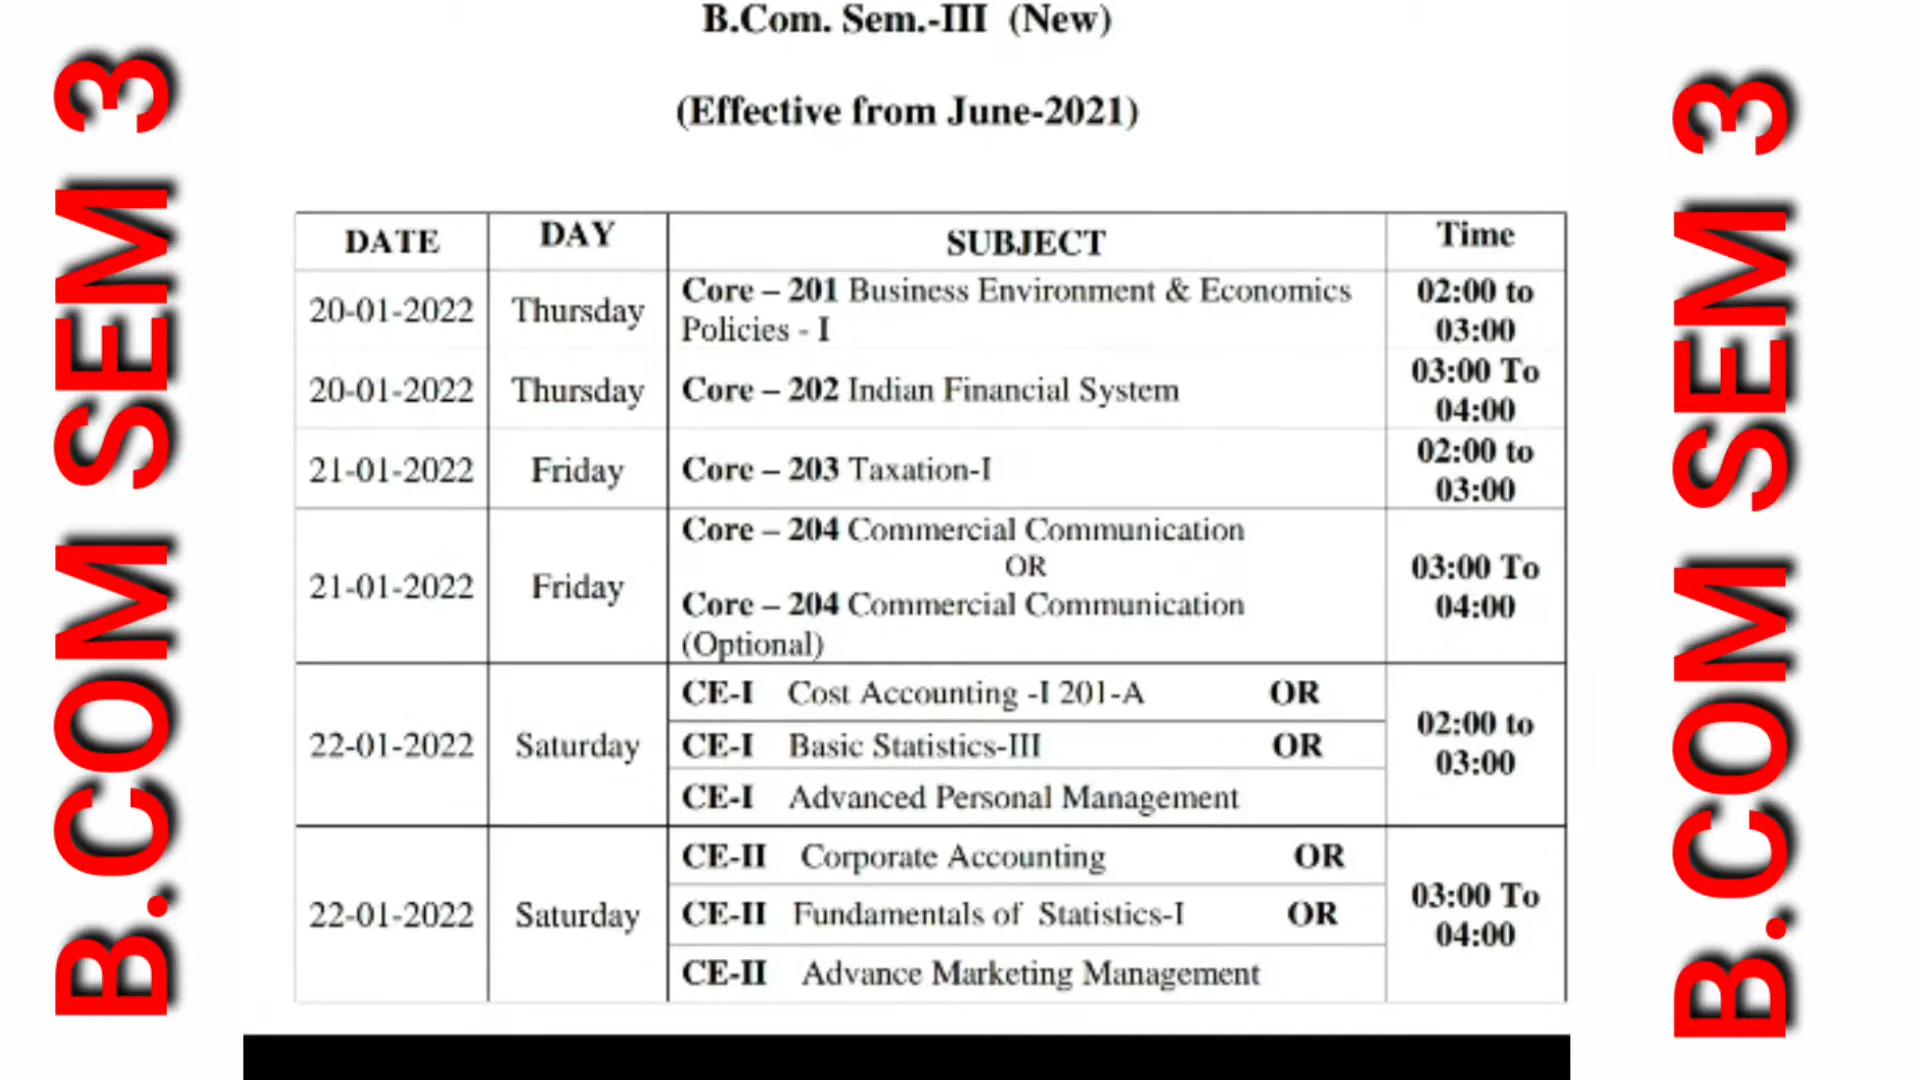 B.COM SEM 3
B.Com. Sem.-III (New)
(Effective from June-2021)
DATE DAY SUBJECT Time
20-01-2022 Thursday Core – 201 Business Environment & Economics Policies - I 02:00 to 03:00
20-01-2022 Thursday Core – 202 Indian Financial System 03:00 To 04:00
21-01-2022 Friday Core – 203 Taxation-I 02:00 to 03:00
21-01-2022 Friday Core – 204 Commercial Communication
OR
Core – 204 Commercial Communication
(Optional) 03:00 To 04:00
22-01-2022 Saturday CE-I Cost Accounting -I 201-A OR
CE-I Basic Statistics-III OR
CE-I Advanced Personal Management 02:00 to 03:00
22-01-2022 Saturday CE-II Corporate Accounting OR
CE-II Fundamentals of Statistics-I OR
CE-II Advance Marketing Management 03:00 To 04:00
B.COM SEM 3